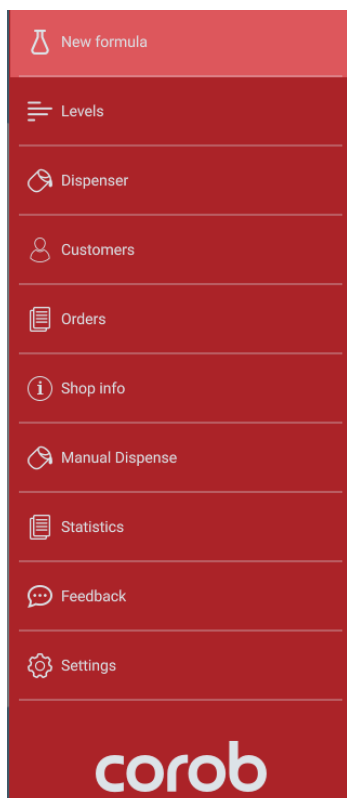 New formula
Levels
Dispenser
Customers
Orders
Shop info
Manual Dispense
Statistics
Feedback
Settings
corob